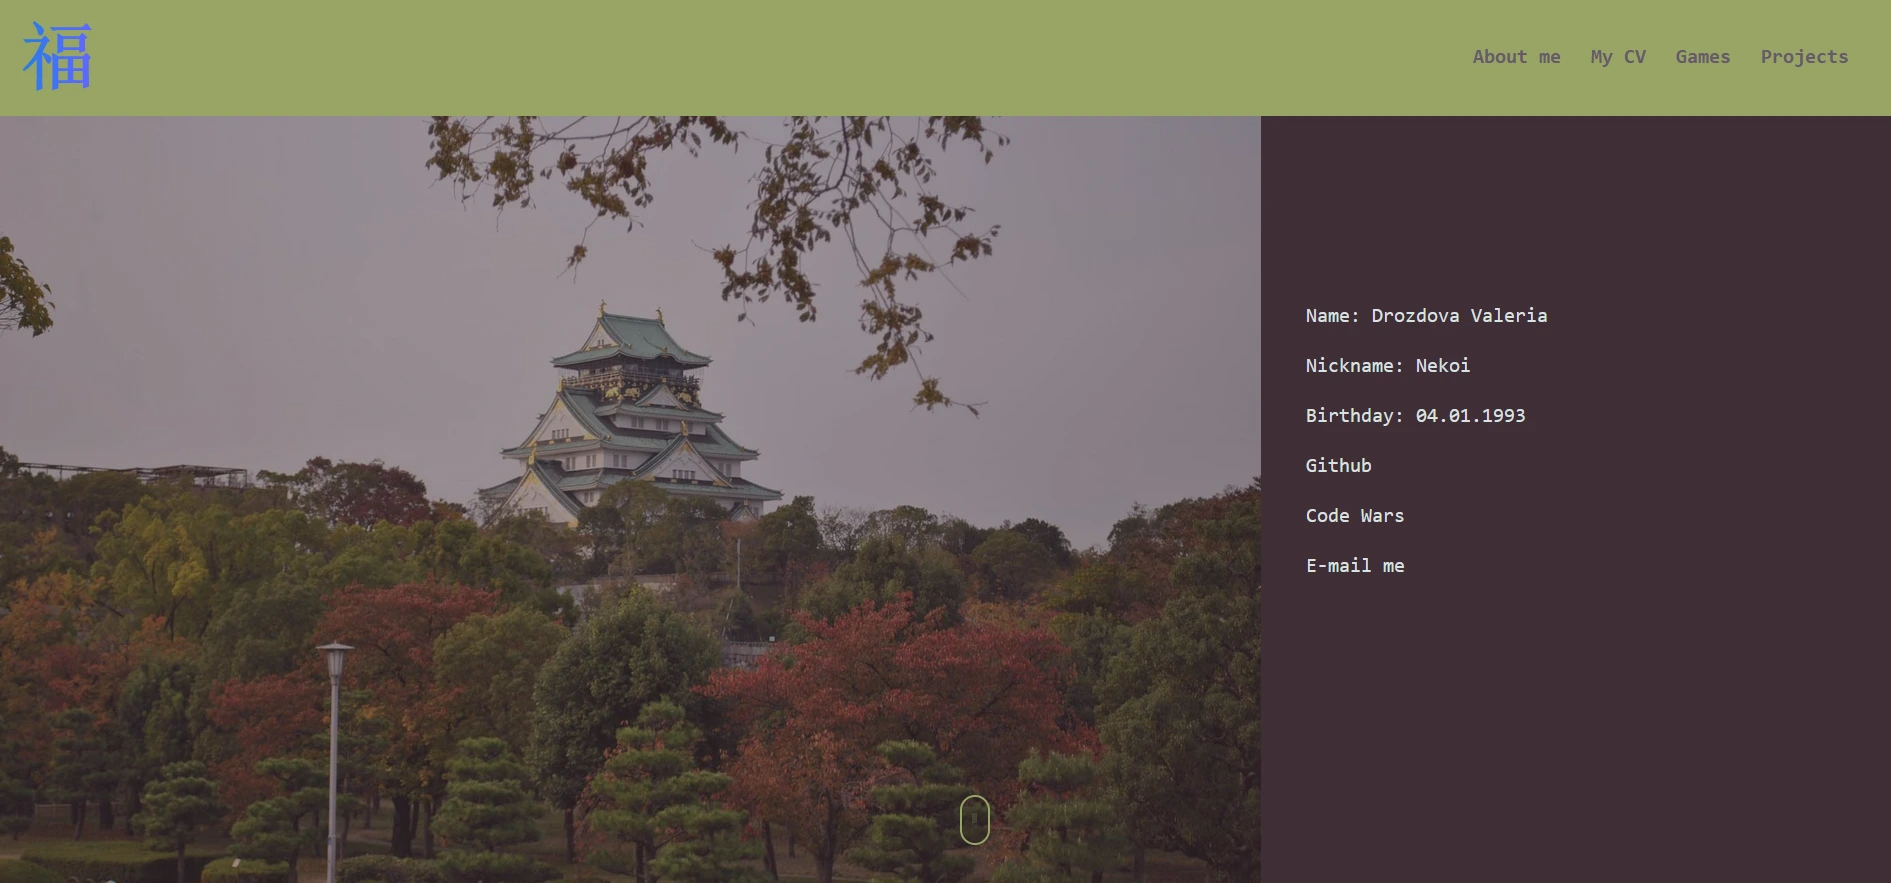 福
About me My CV Games Projects
Name: Drozdova Valeria
Nickname: Nekoi
Birthday: 04.01.1993
Github
Code Wars
E-mail me